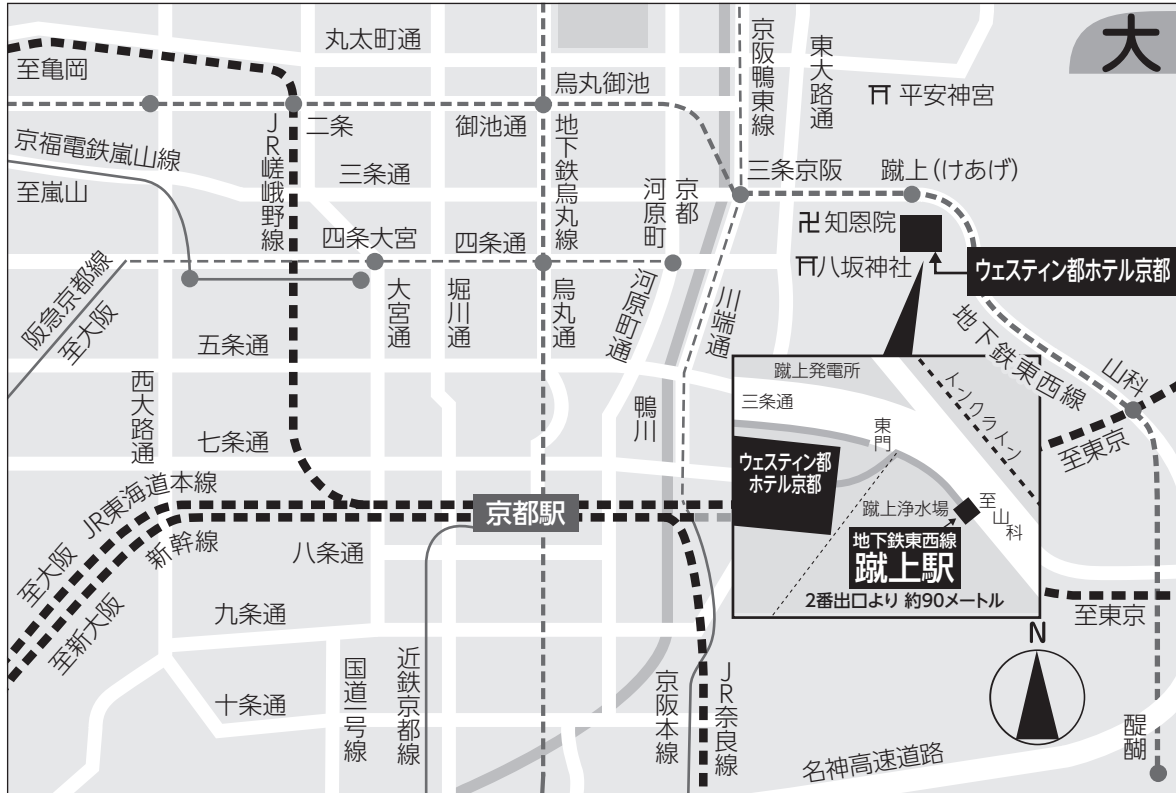 大
丸太町通
至亀岡
烏丸御池
京阪鴨東線
東大路通
平安神宮
二条
御池通
京福電鉄嵐山線
至嵐山
JR嵯峨野線
三条通
地下鉄烏丸線
京都
河原町
三条京阪
蹴上(けあげ)
卍知恩院
八坂神社
ウェスティン都ホテル京都
四条大宮
四条通
阪急京都線
至大阪
大宮通
堀川通
烏丸通
河原町通
川端通
地下鉄東西線
山科
至東京
五条通
西大路通
鴨川
七条通
蹴上発電所
三条通
インクライン
東門
ウェスティン都
ホテル京都
蹴上浄水場
至山科
地下鉄東西線
蹴上駅
2番出口より 約90メートル
JR東海道本線
至大阪
新幹線
至新大阪
京都駅
八条通
九条通
十条通
国道一号線
近鉄京都線
京阪本線
JR奈良線
至東京
N
醍醐
名神高速道路